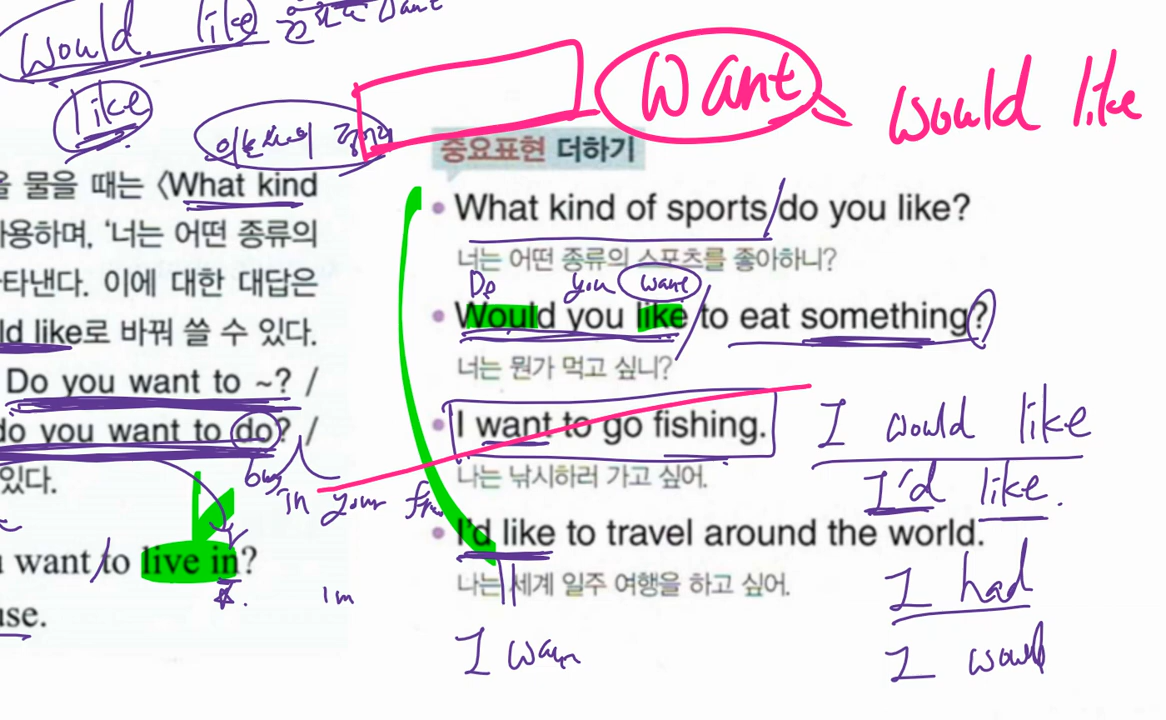 would like want
want would like
like
중요표현 더하기
을 물을 때는 〈What kind
사용하며, ‘너는 어떤 종류의
타낸다. 이에 대한 대답은
ld like로 바꿔 쓸 수 있다.
Do you want to ~? /
do you want to do? /
있다.
buy
in your
u want to live in?
use.
Im
What kind of sports do you like?
너는 어떤 종류의 스포츠를 좋아하니?
Do you want
Would you like to eat something?
너는 뭔가 먹고 싶니?
I want to go fishing.
나는 낚시하러 가고 싶어.
I'd like to travel around the world.
나는 세계 일주 여행을 하고 싶어.
I wan
I would like
I'd like.
I had
I would